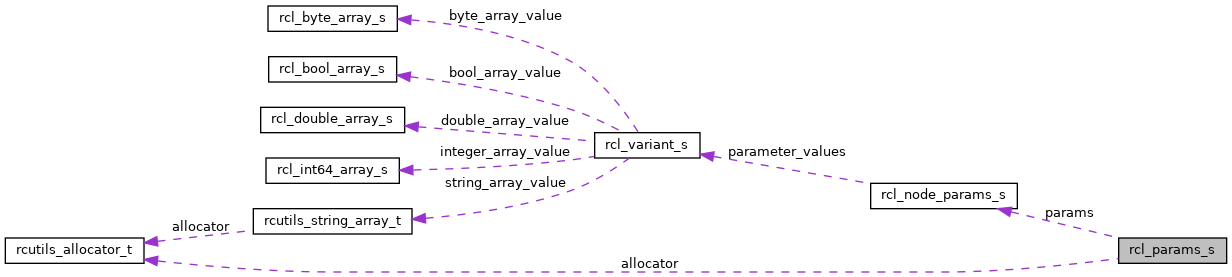 rcl_byte_array_s
byte_array_value
rcl_bool_array_s
bool_array_value
rcl_double_array_s
double_array_value
rcl_variant_s
integer_array_value
parameter_values
rcl_int64_array_s
string_array_value
rcl_node_params_s
rcutils_string_array_t
params
allocator
rcutils_allocator_t
rcl_params_s
allocator